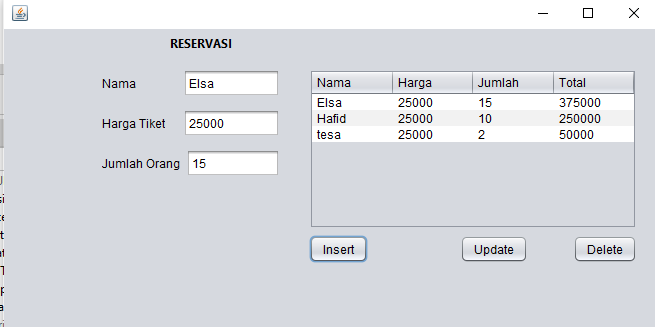 RESERVASI
Nama Elsa
Harga Tiket 25000
Jumlah Orang 15
Nama Harga Jumlah Total
Elsa 25000 15 375000
Hafid 25000 10 250000
tesa 25000 2 50000
Insert Update Delete